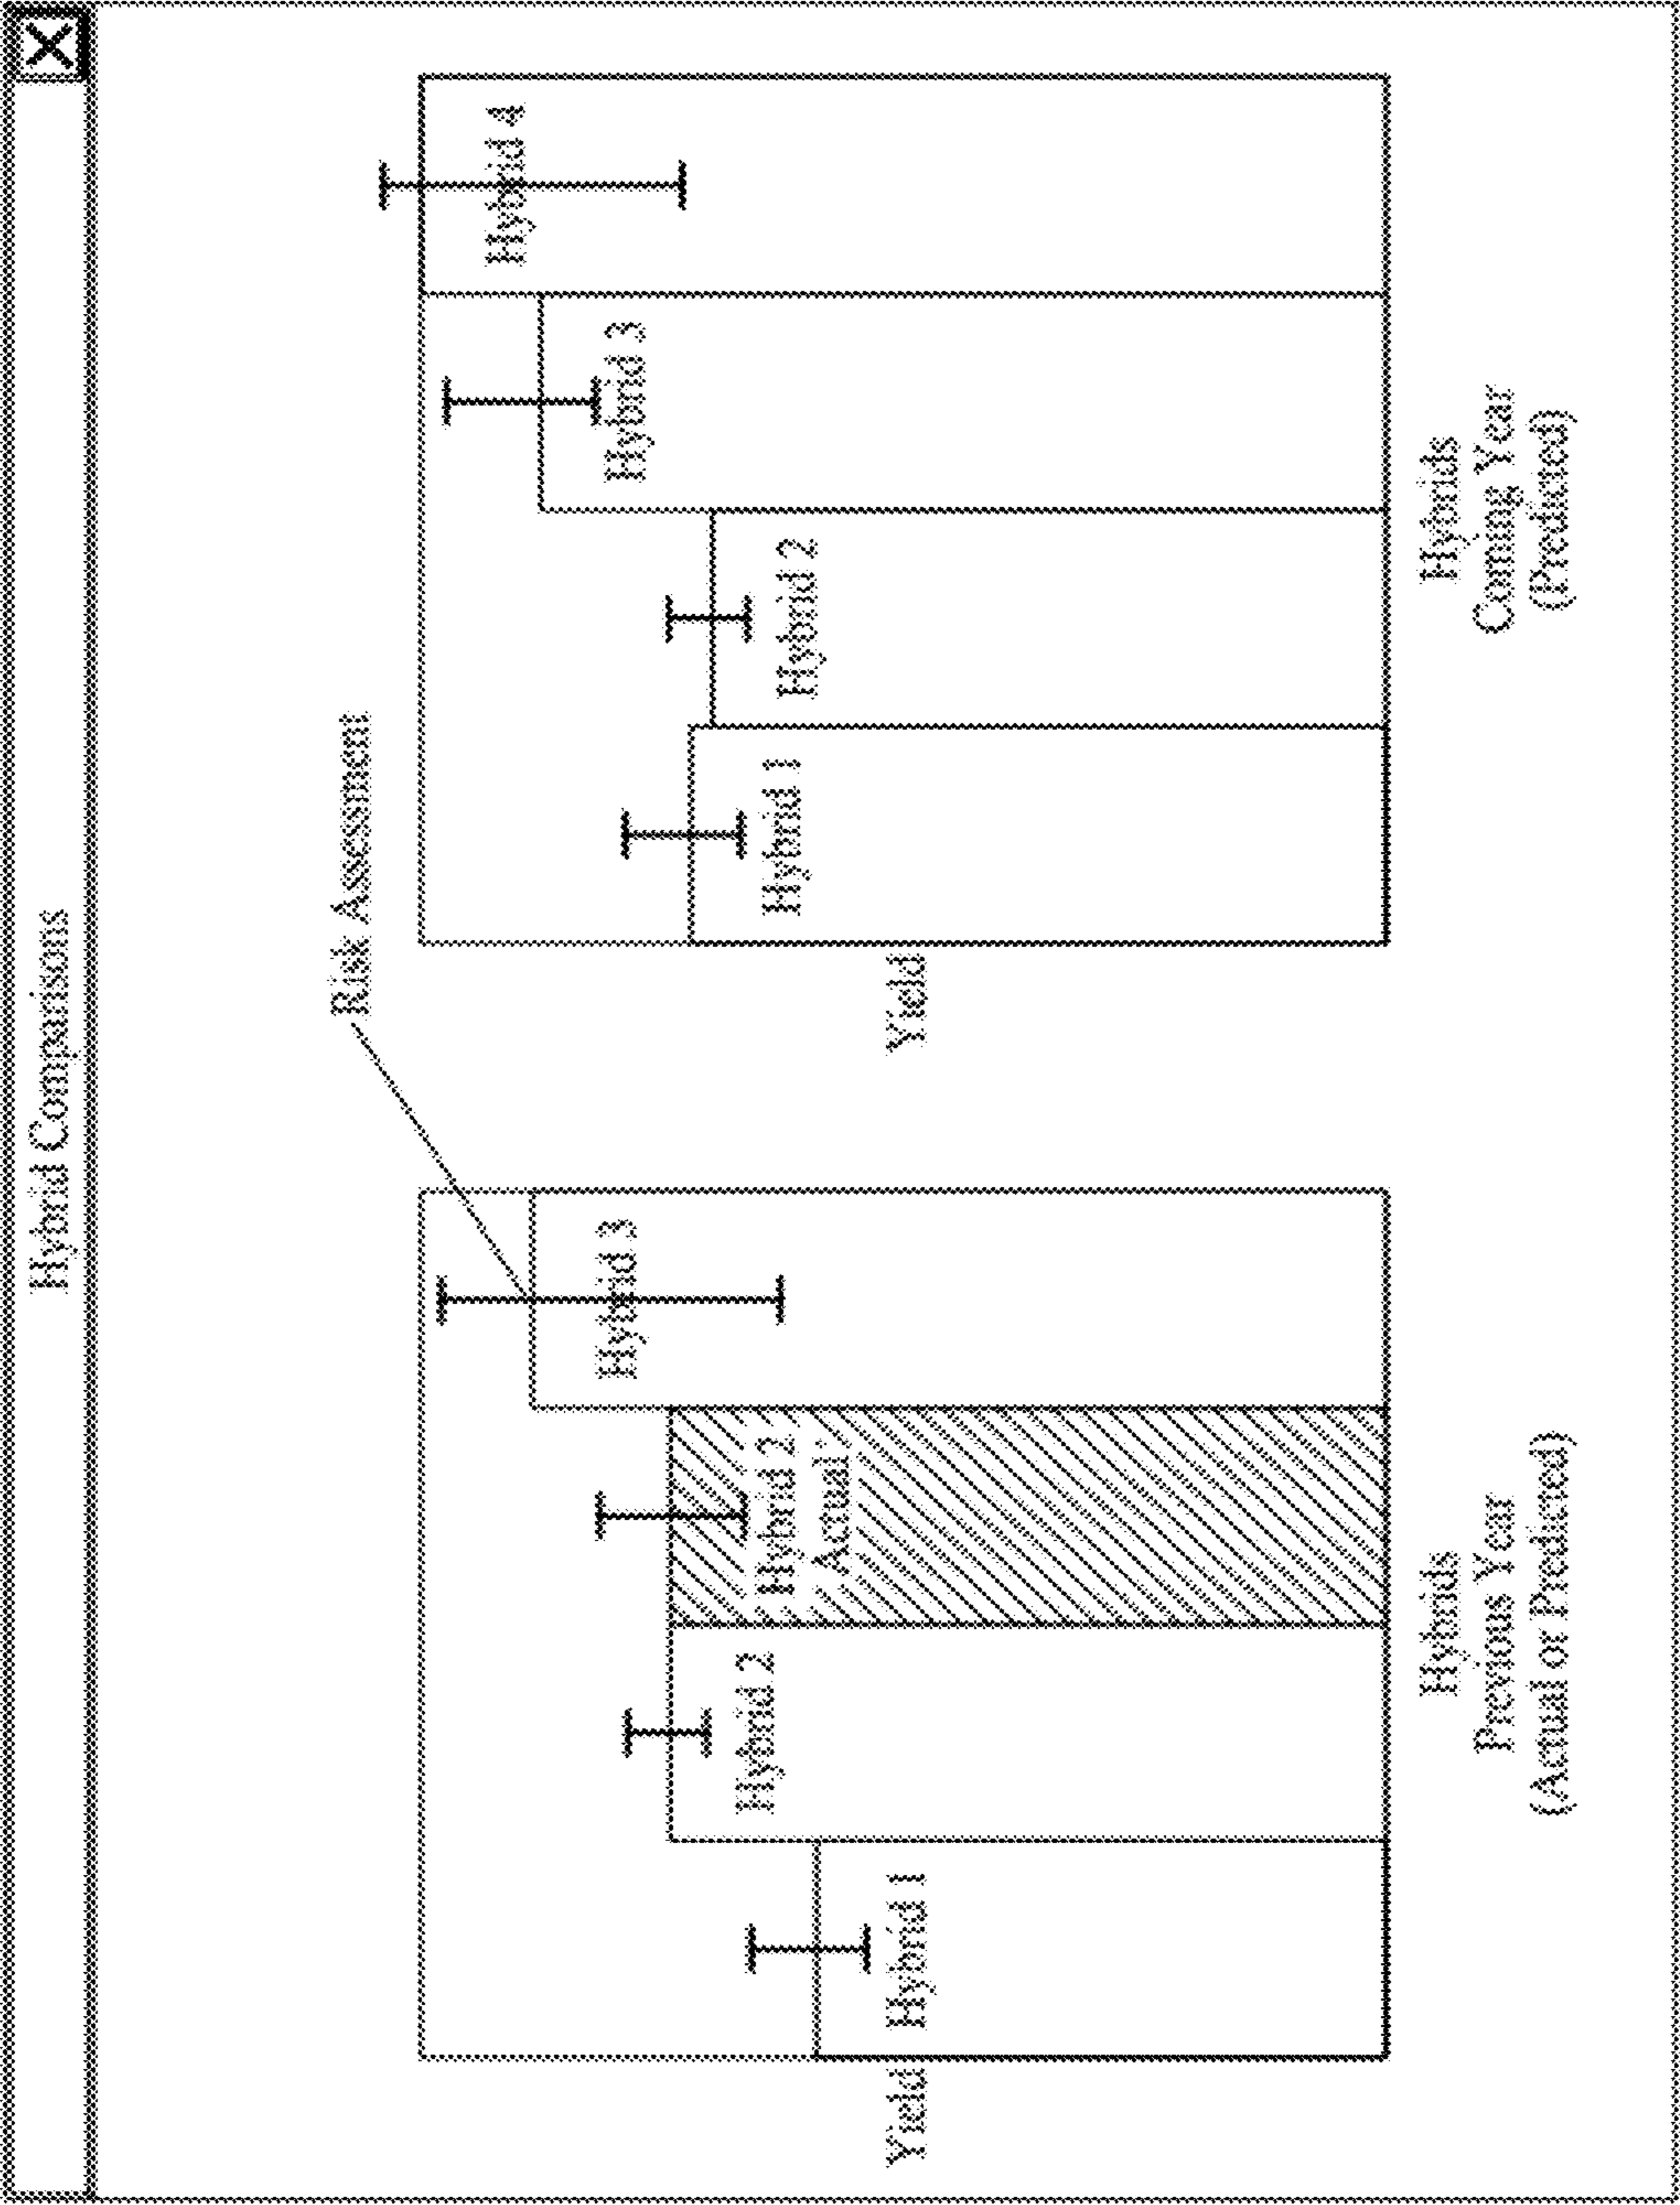 Hybrid Comparisons
X
Risk Assessment
Yield
Hybrid 1
Hybrid 2
Hybrid 2
Actual
Hybrid 3
Hybrids
Previous Year
(Actual or Predicted)
Yield
Hybrid 1
Hybrid 2
Hybrid 3
Hybrid 4
Hybrids
Coming Year
(Predicted)